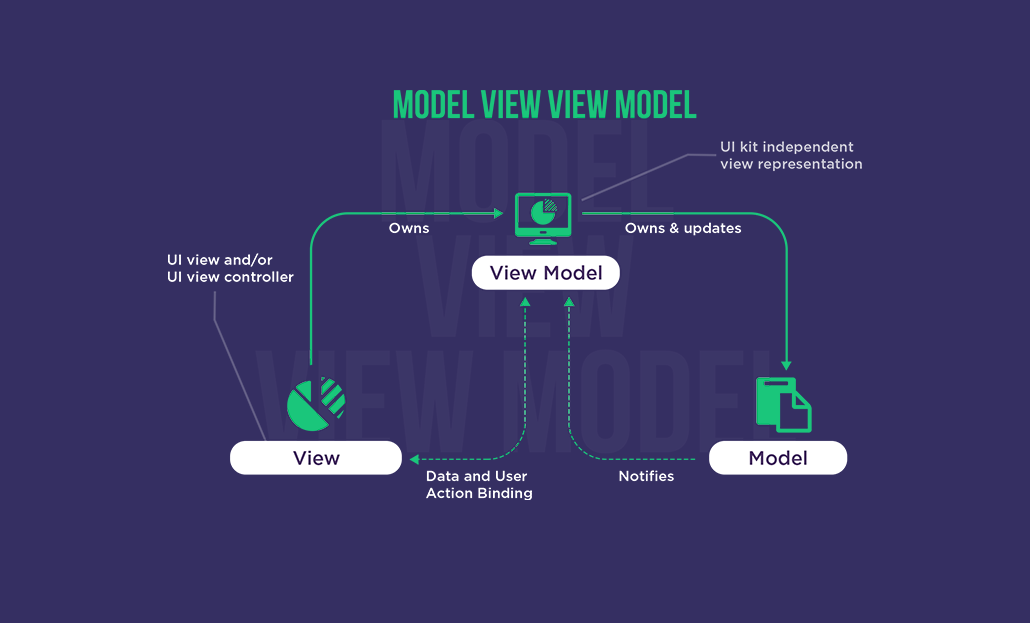 MODEL VIEW VIEW MODEL
MODEL
VIEW
VIEW MODEL
UI kit independent
view representation
Owns
Owns & updates
UI view and/or
UI view controller
View Model
View
Model
Data and User
Action Binding
Notifies